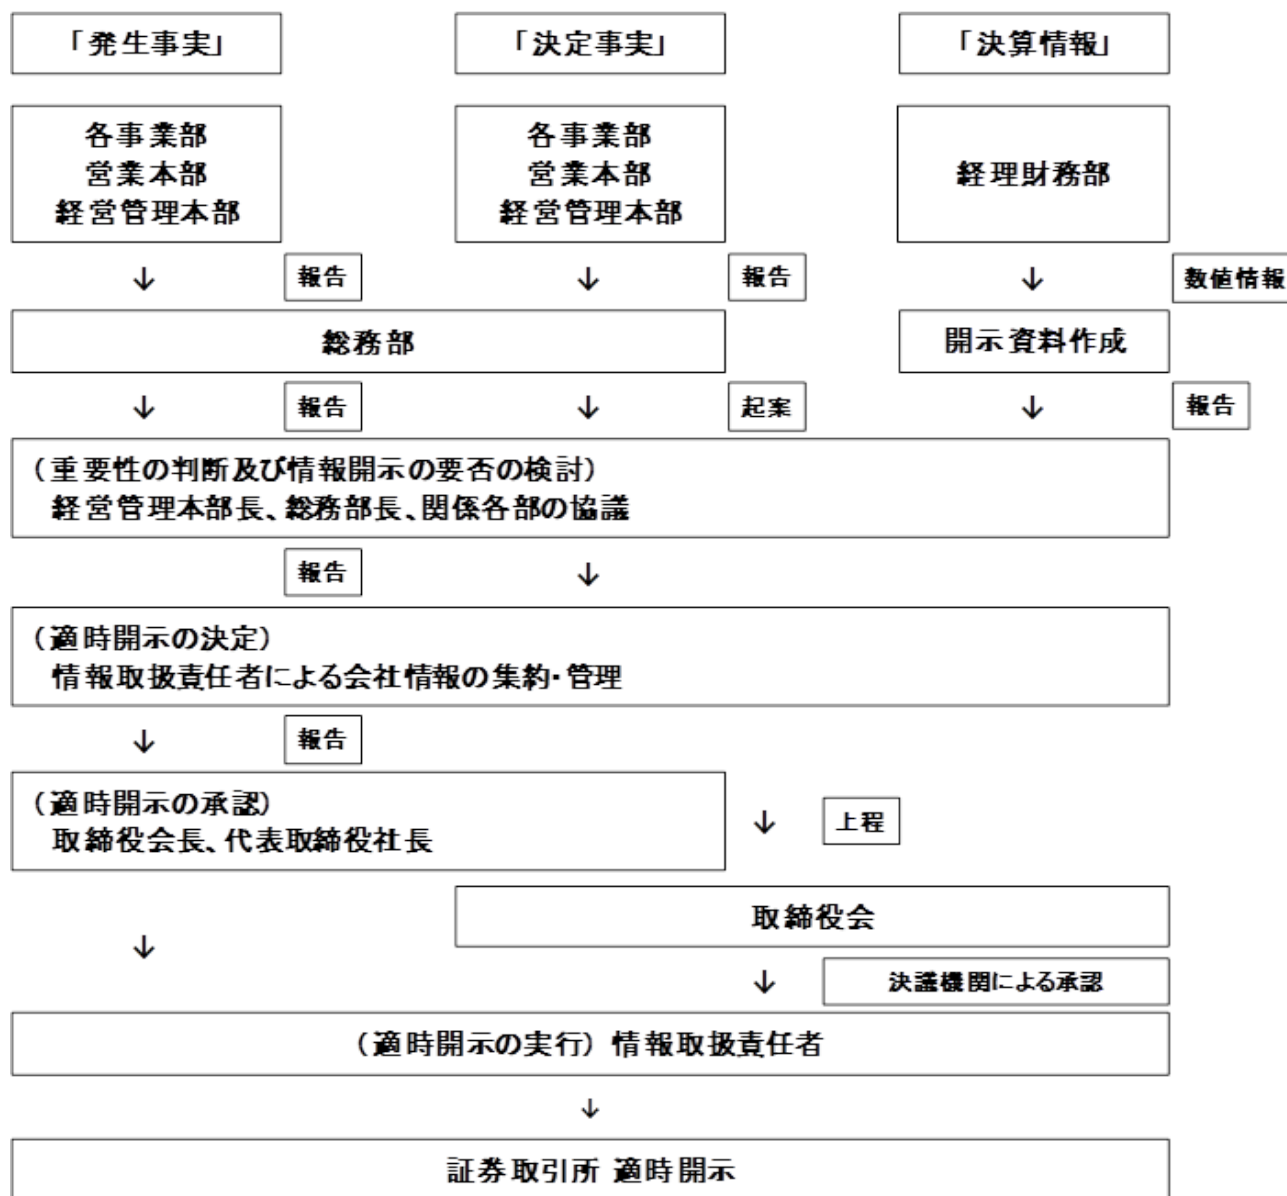 「発生事実」
「決定事実」
「決算情報」
各事業部
営業本部
経営管理本部
各事業部
営業本部
経営管理本部
経理財務部
↓
報告
↓
報告
↓
数値情報
総務部
開示資料作成
↓
報告
↓
起案
↓
報告
（重要性の判断及び情報開示の要否の検討）
経営管理本部長、総務部長、関係各部の協議
報告
↓
（適時開示の決定）
情報取扱責任者による会社情報の集約・管理
↓
報告
（適時開示の承認）
取締役会長、代表取締役社長
↓
上程
取締役会
↓
↓
決議機関による承認
（適時開示の実行）情報取扱責任者
↓
証券取引所 適時開示